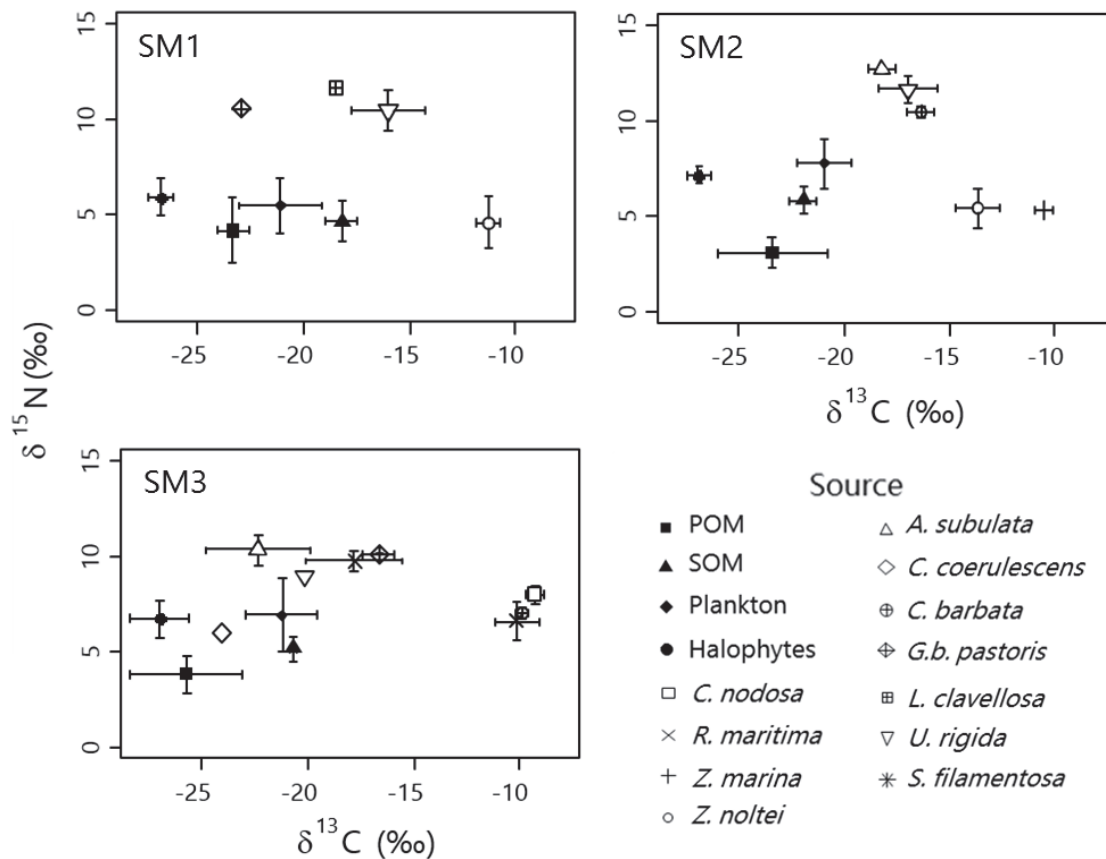 SM1
15
10
5
0
-25
-20
-15
-10
SM2
15
10
5
0
-25
-20
-15
-10
δ 13C (‰)
δ 15N (‰)
SM3
15
10
5
0
-25
-20
-15
-10
δ 13C (‰)
Source
POM
SOM
Plankton
Halophytes
C. nodosa
R. maritima
Z. marina
Z. noltei
A. subulata
C. coerulescens
C. barbata
G.b. pastoris
L. clavellosa
U. rigida
S. filamentosa